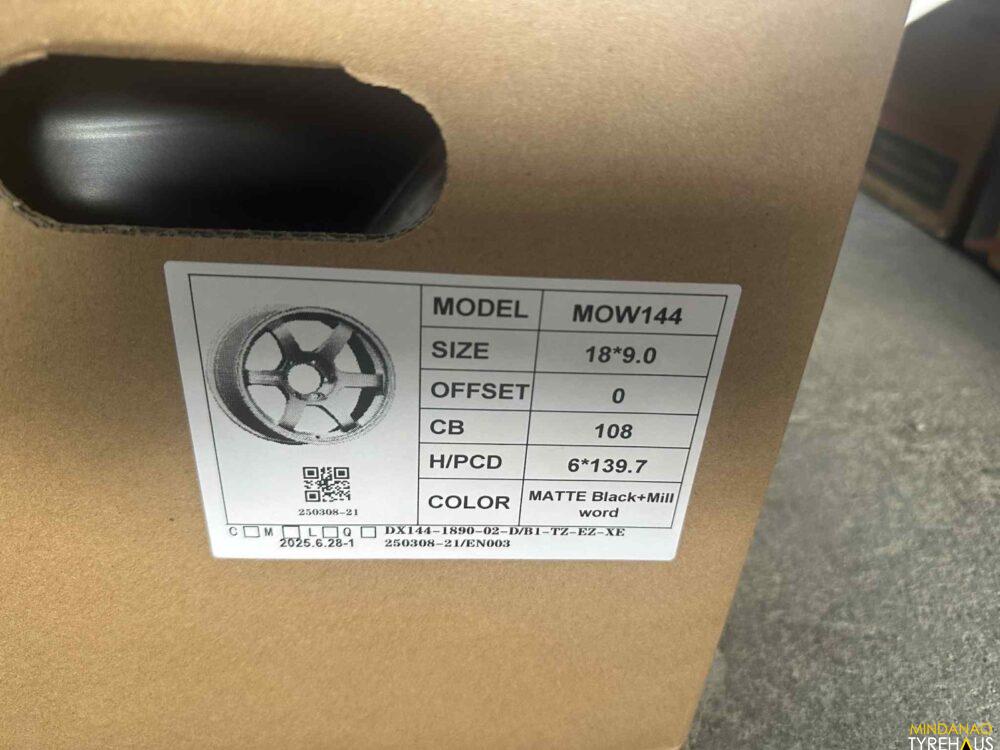 MODEL MOW144
SIZE 18*9.0
OFFSET 0
CB 108
H/PCD 6*139.7
COLOR MATTE Black+Mill
word
250308-21
C M L Q DX144-1890-02-D/B1-TZ-EZ-XE
2025.6.28-1 250308-21/EN003
MINDANAO
TYREHAUS